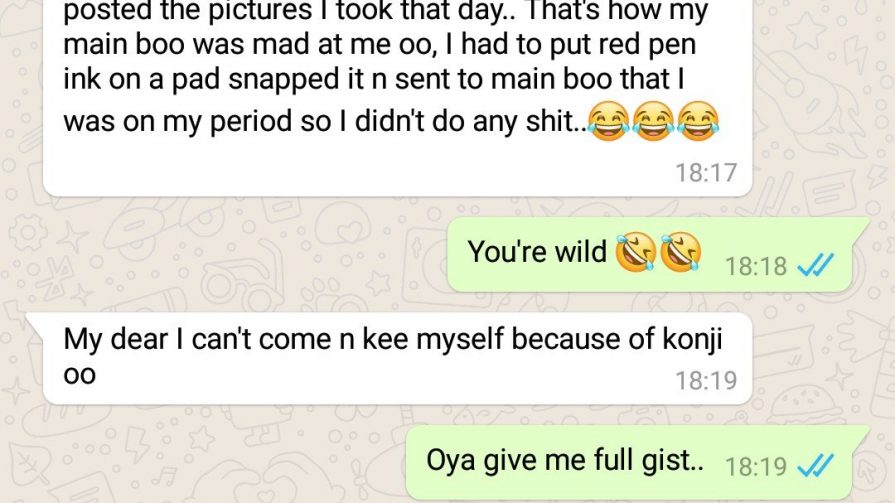 posted the pictures I took that day.. That's how my
main boo was mad at me oo, I had to put red pen
ink on a pad snapped it n sent to main boo that I
was on my period so I didn't do any shit..😂😂😂
18:17
You're wild 🤣🤣 18:18
My dear I can't come n kee myself because of konji
oo 18:19
Oya give me full gist.. 18:19